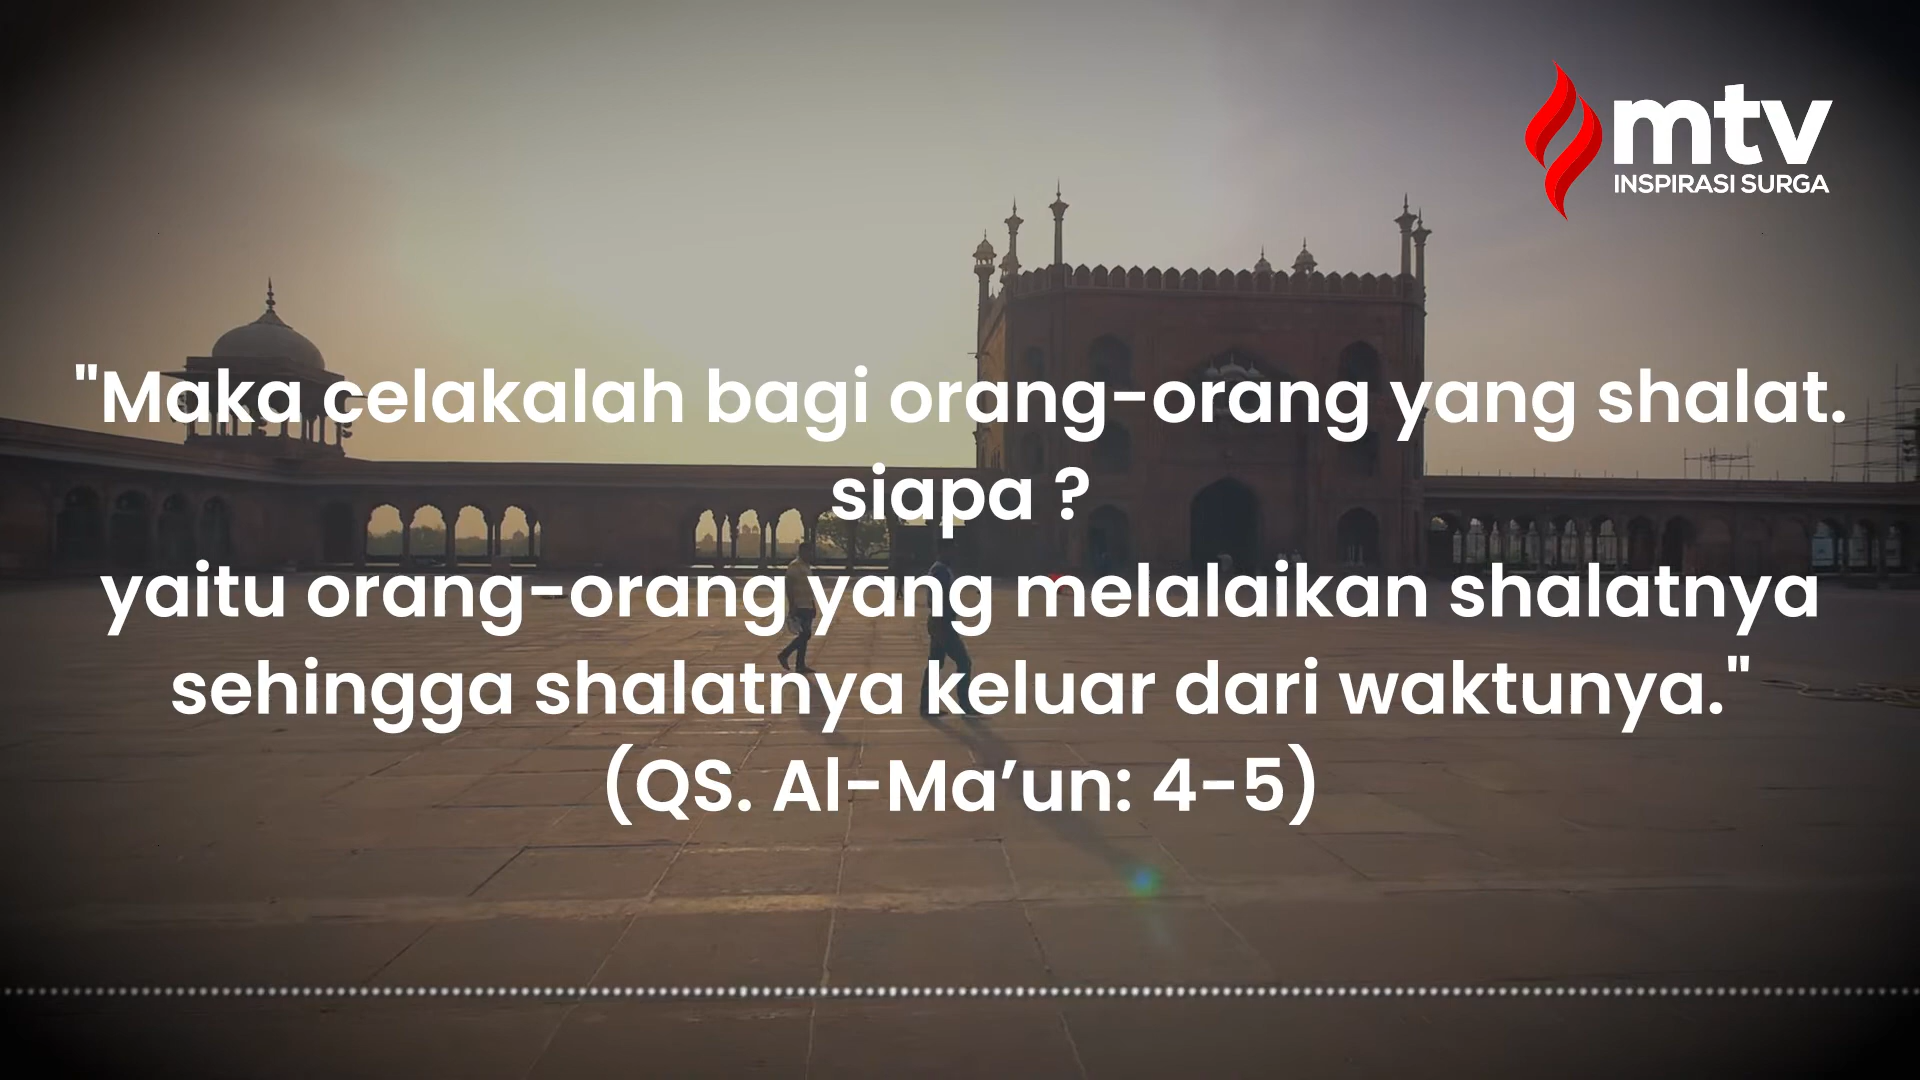 mtv
INSPIRASI SURGA
"Maka celakalah bagi orang-orang yang shalat.
siapa ?
yaitu orang-orang yang melalaikan shalatnya
sehingga shalatnya keluar dari waktunya."
(QS. Al-Ma’un: 4-5)